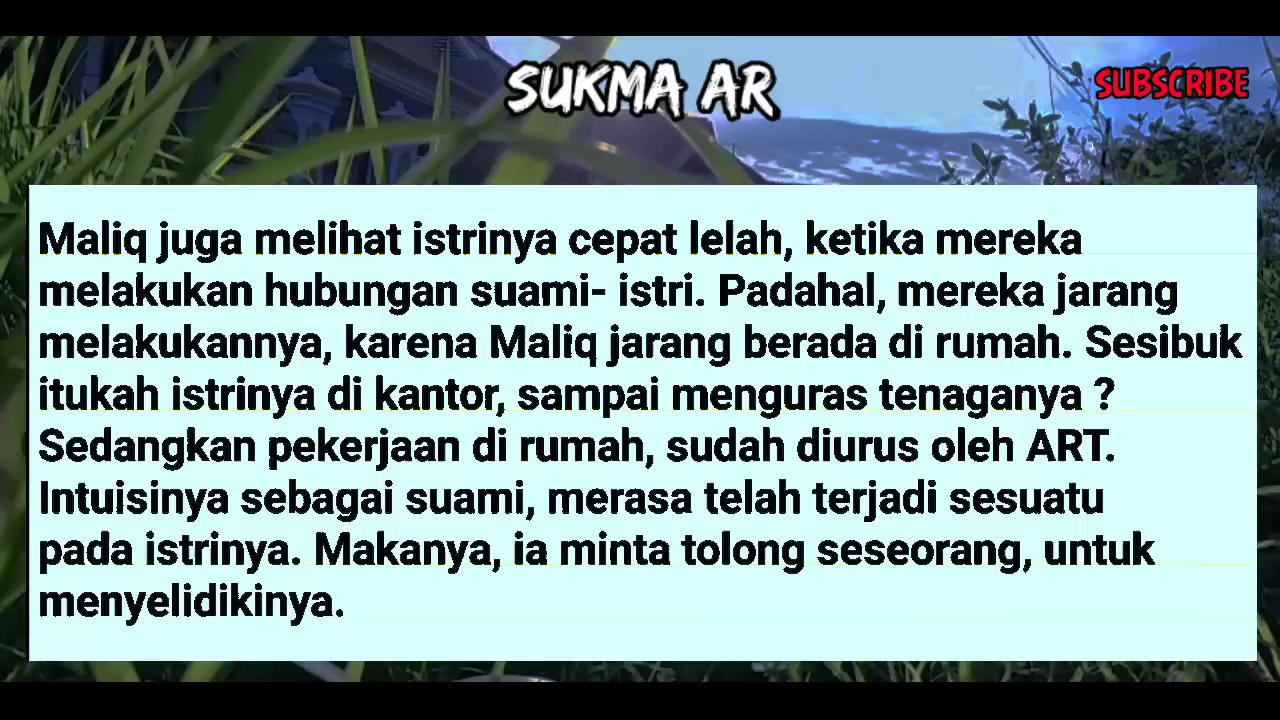 SUKMA AR
SUBSCRIBE
Maliq juga melihat istrinya cepat lelah, ketika mereka
melakukan hubungan suami- istri. Padahal, mereka jarang
melakukannya, karena Maliq jarang berada di rumah. Sesibuk
itukah istrinya di kantor, sampai menguras tenaganya ?
Sedangkan pekerjaan di rumah, sudah diurus oleh ART.
Intuisinya sebagai suami, merasa telah terjadi sesuatu
pada istrinya. Makanya, ia minta tolong seseorang, untuk
menyelidikinya.